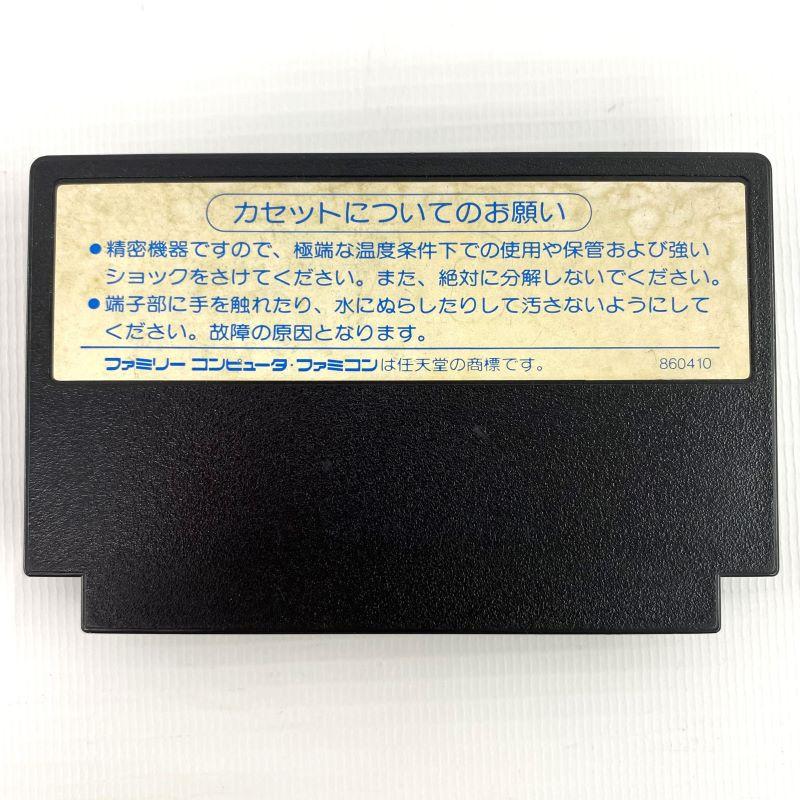 カセットについてのお願い
●精密機器ですので、極端な温度条件下での使用や保管および強い
ショックをさけてください。また、絶対に分解しないでください。
●端子部に手を触れたり、水にぬらしたりして汚さないようにして
ください。故障の原因となります。
ファミリー コンピュータ・ファミコンは任天堂の商標です。 860410